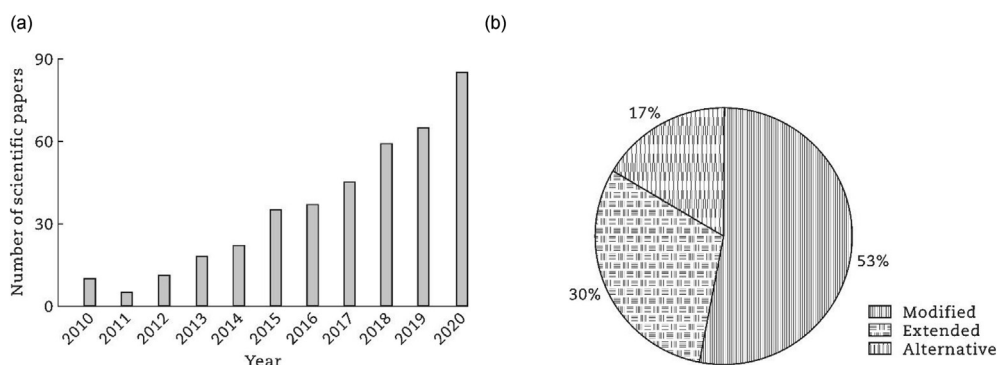 (a)
Number of scientific papers
90
60
30
0
2010
2011
2012
2013
2014
2015
2016
2017
2018
2019
2020
Year
(b)
17%
53%
30%
Modified
Extended
Alternative